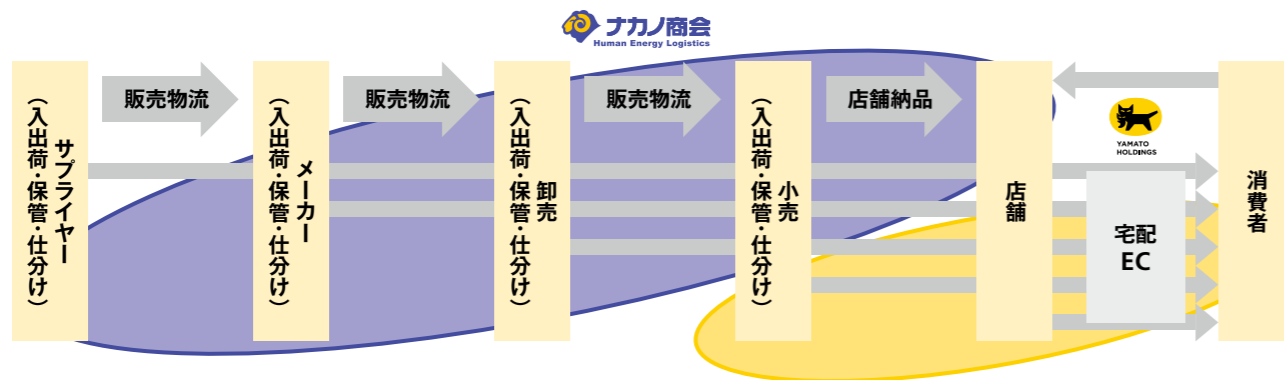 ナカノ商会
Human Energy Logistics
サプライヤー
（入出荷・保管・仕分け）
販売物流
メーカー
（入出荷・保管・仕分け）
販売物流
卸売
（入出荷・保管・仕分け）
販売物流
小売
（入出荷・保管・仕分け）
店舗納品
店舗
YAMATO
HOLDINGS
宅配
EC
消費者